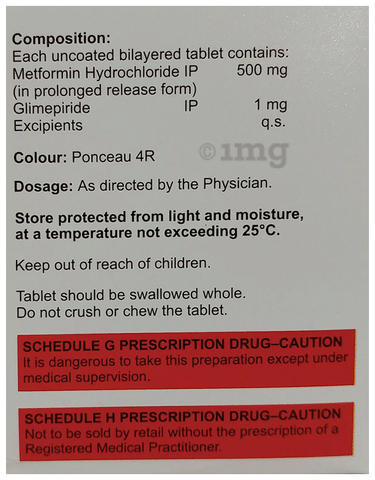 Composition:
Each uncoated bilayered tablet contains:
Metformin Hydrochloride IP 500 mg
(in prolonged release form)
Glimepiride IP 1 mg
Excipients q.s.
©1mg
Colour: Ponceau 4R
Dosage: As directed by the Physician.
Store protected from light and moisture,
at a temperature not exceeding 25°C.
Keep out of reach of children.
Tablet should be swallowed whole.
Do not crush or chew the tablet.
SCHEDULE G PRESCRIPTION DRUG–CAUTION
It is dangerous to take this preparation except under
medical supervision.
SCHEDULE H PRESCRIPTION DRUG–CAUTION
Not to be sold by retail without the prescription of a
Registered Medical Practitioner.